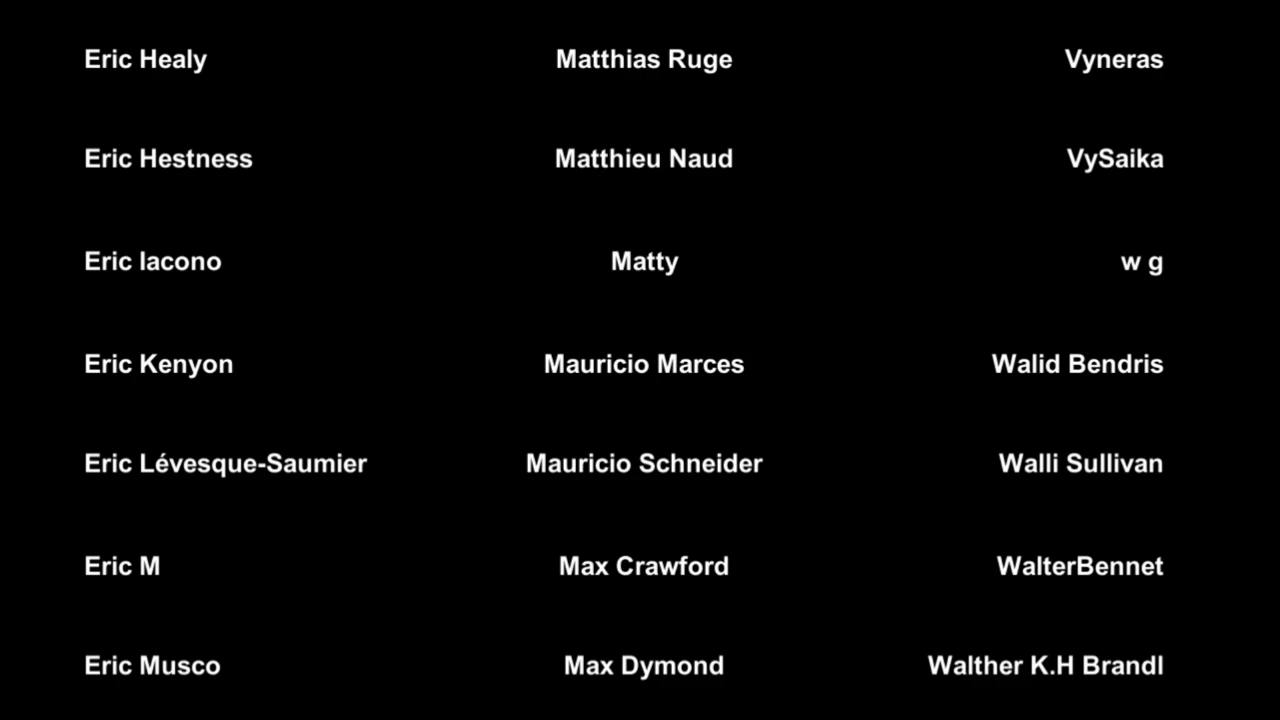 Eric Healy
Matthias Ruge
Vyneras
Eric Hestness
Matthieu Naud
VySaika
Eric Iacono
Matty
w g
Eric Kenyon
Mauricio Marces
Walid Bendris
Eric Lévesque-Saumier
Mauricio Schneider
Walli Sullivan
Eric M
Max Crawford
WalterBennet
Eric Musco
Max Dymond
Walther K.H Brandl